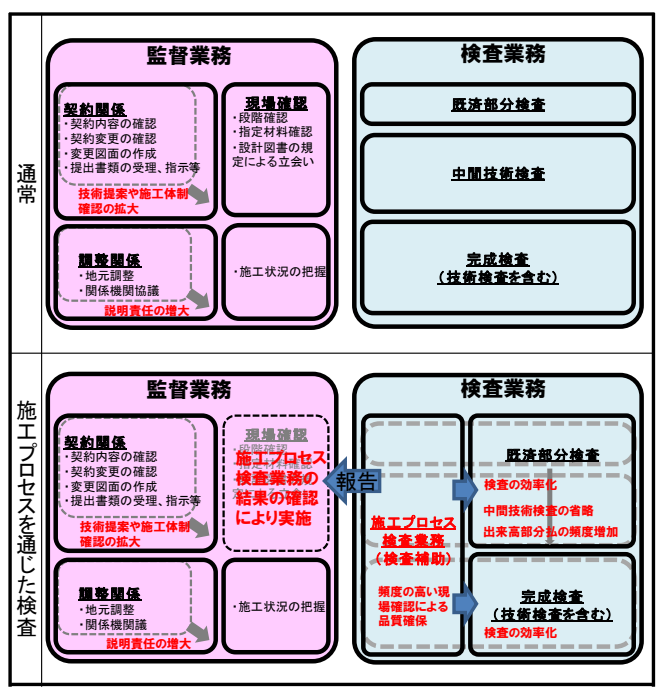 通常
監督業務
契約関係
・契約内容の確認
・契約変更の確認
・変更図面の作成
・提出書類の受理、指示等
技術提案や施工体制
確認の拡大
現場確認
・段階確認
・指定材料確認
・設計図書の規
定による立会い
調整関係
・地元調整
・関係機関協議
説明責任の増大
・施工状況の把握
検査業務
既済部分検査
中間技術検査
完成検査
(技術検査を含む)
施工プロセスを通じた検査
監督業務
契約関係
・契約内容の確認
・契約変更の確認
・変更図面の作成
・提出書類の受理、指示等
技術提案や施工体制
確認の拡大
現場確認
・段階確認
施工プロセス
検査業務の
結果の確認
により実施
調整関係
・地元調整
・関係機関議
説明責任の増大
・施工状況の把握
報告
検査業務
施工プロセス
検査業務
(検査補助)
頻度の高い現
場確認による
品質確保
既済部分検査
検査の効率化
中間技術検査の省略
出来高部分払の頻度増加
完成検査
(技術検査を含む)
検査の効率化